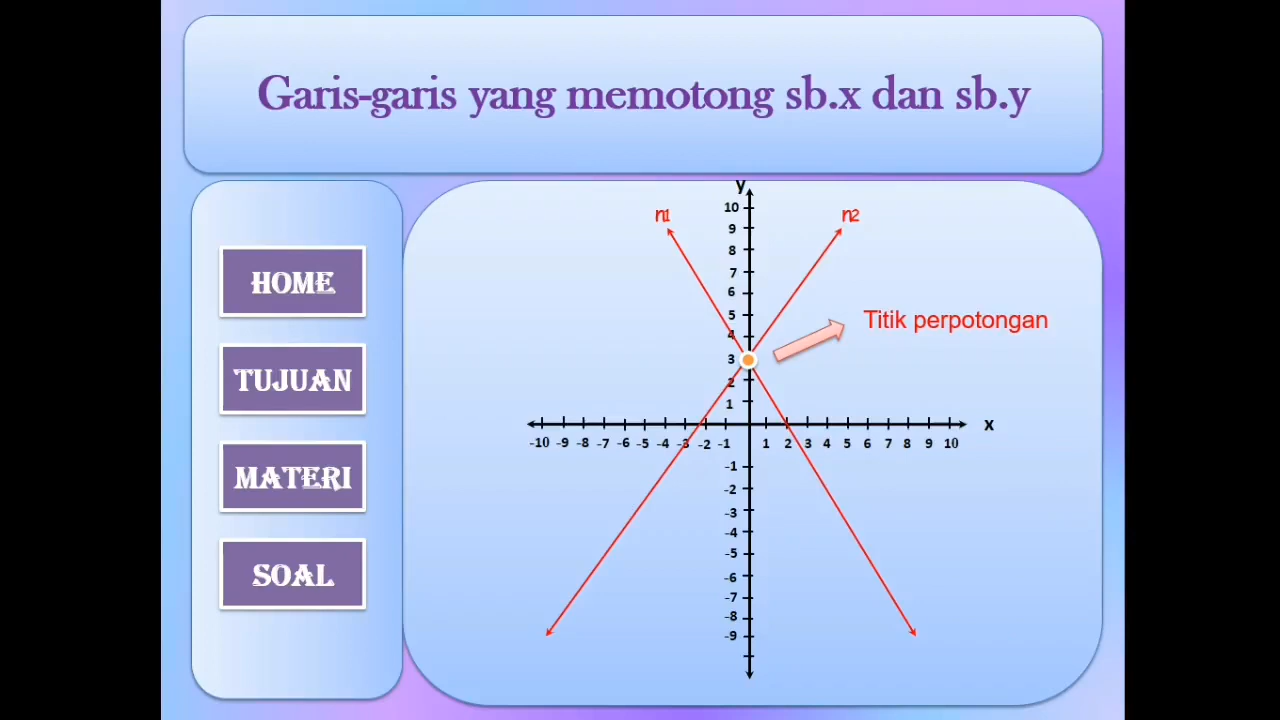 Garis-garis yang memotong sb.x dan sb.y
HOME
TUJUAN
MATERI
SOAL
y
n1
n2
Titik perpotongan
x
10
9
8
7
6
5
4
3
2
1
-10 -9 -8 -7 -6 -5 -4 -3 -2 -1 1 2 3 4 5 6 7 8 9 10
-1
-2
-3
-4
-5
-6
-7
-8
-9